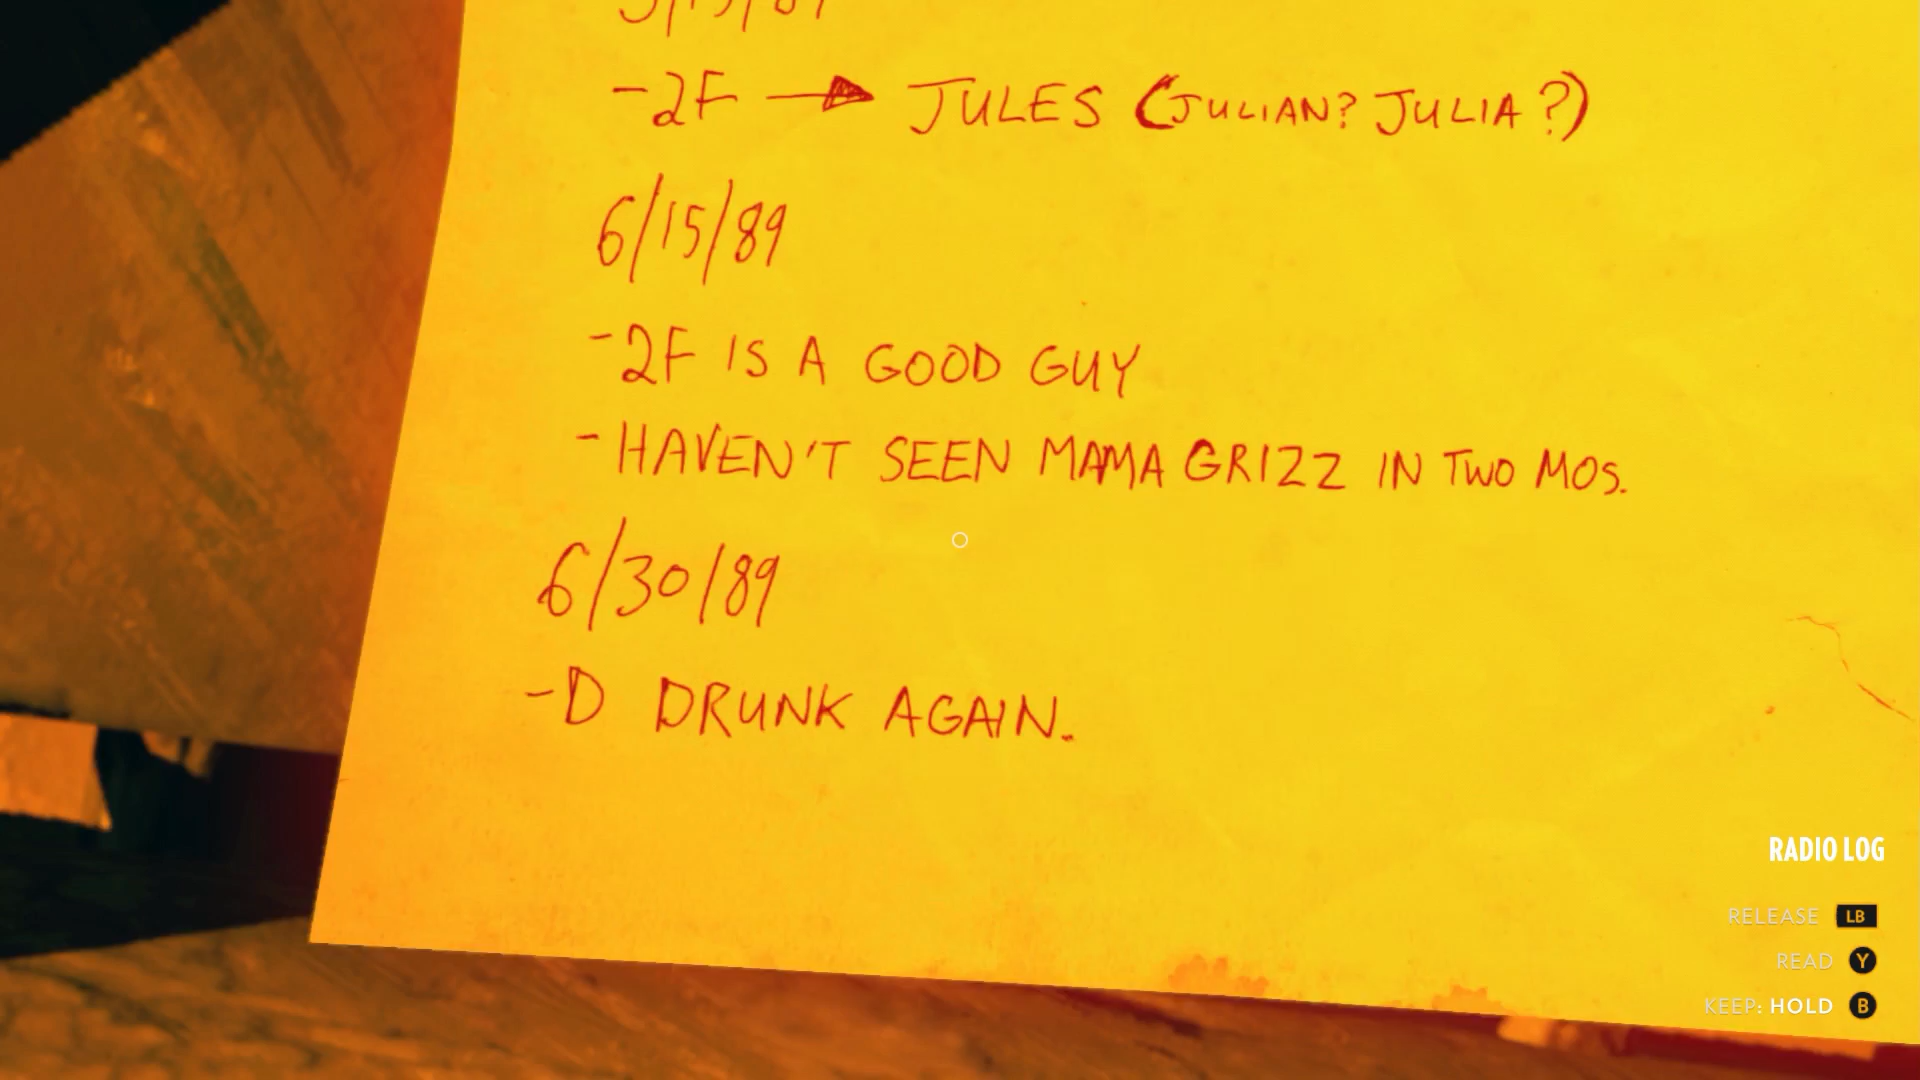 -2F → JULES (JULIAN? JULIA?)
6/15/89
-2F IS A GOOD GUY
-HAVEN'T SEEN MAMA GRIZZ IN TWO MOS.
6/30/89
-D DRUNK AGAIN.
RADIO LOG
RELEASE LB
READ Y
KEEP: HOLD B